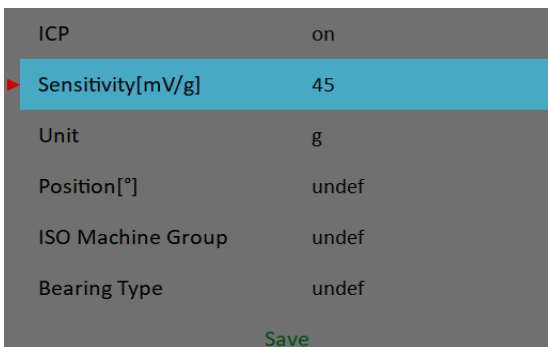 ICP on
Sensitivity[mV/g] 45
Unit g
Position[°] undef
ISO Machine Group undef
Bearing Type undef
Save